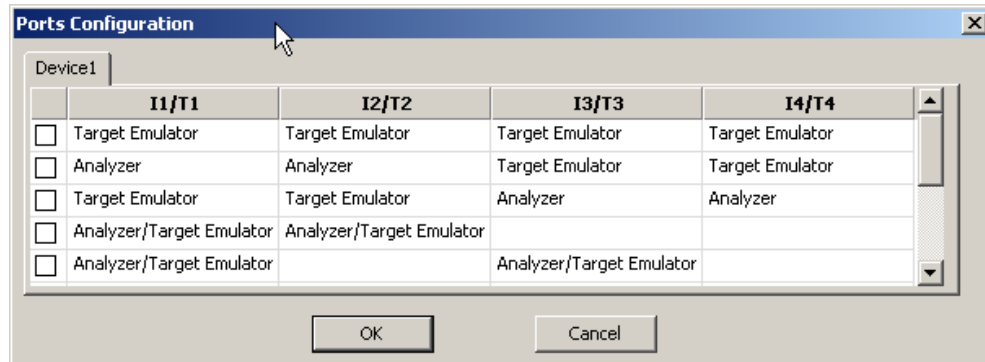 Ports Configuration
Device1
I1/T1 I2/T2 I3/T3 I4/T4
Target Emulator Target Emulator Target Emulator Target Emulator
Analyzer Analyzer Target Emulator Target Emulator
Target Emulator Target Emulator Analyzer Analyzer
Analyzer/Target Emulator Analyzer/Target Emulator
Analyzer/Target Emulator Analyzer/Target Emulator
OK Cancel